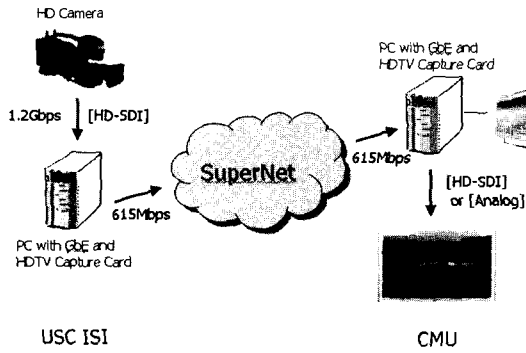 HD Camera
1.2Gbps
[HD-SDI]
615Mbps
PC with GbE and
HDTV Capture Card
USC ISI
SuperNet
PC with GbE and
HDTV Capture Card
615Mbps
[HD-SDI]
or [Analog]
CMU